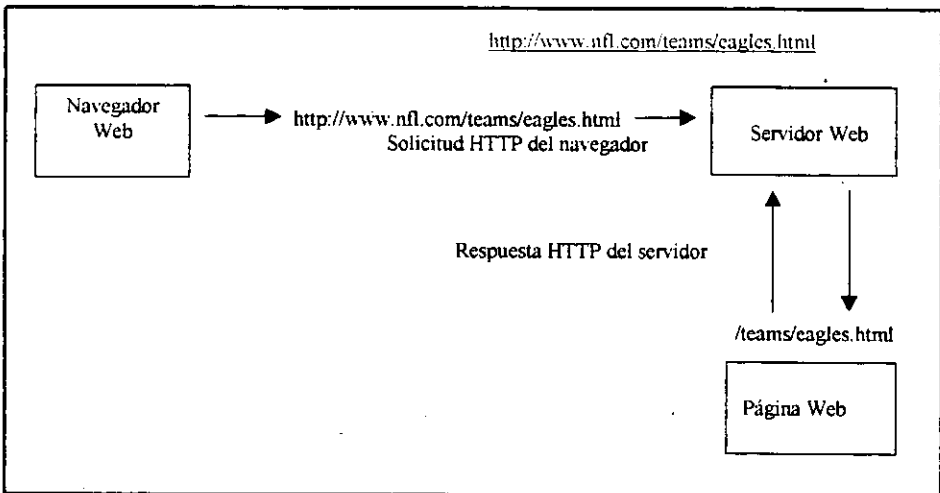 http://www.nfl.com/teams/eagles.html
Navegador
Web
http://www.nfl.com/teams/eagles.html
Solicitud HTTP del navegador
Servidor Web
Respuesta HTTP del servidor
/teams/eagles.html
Página Web